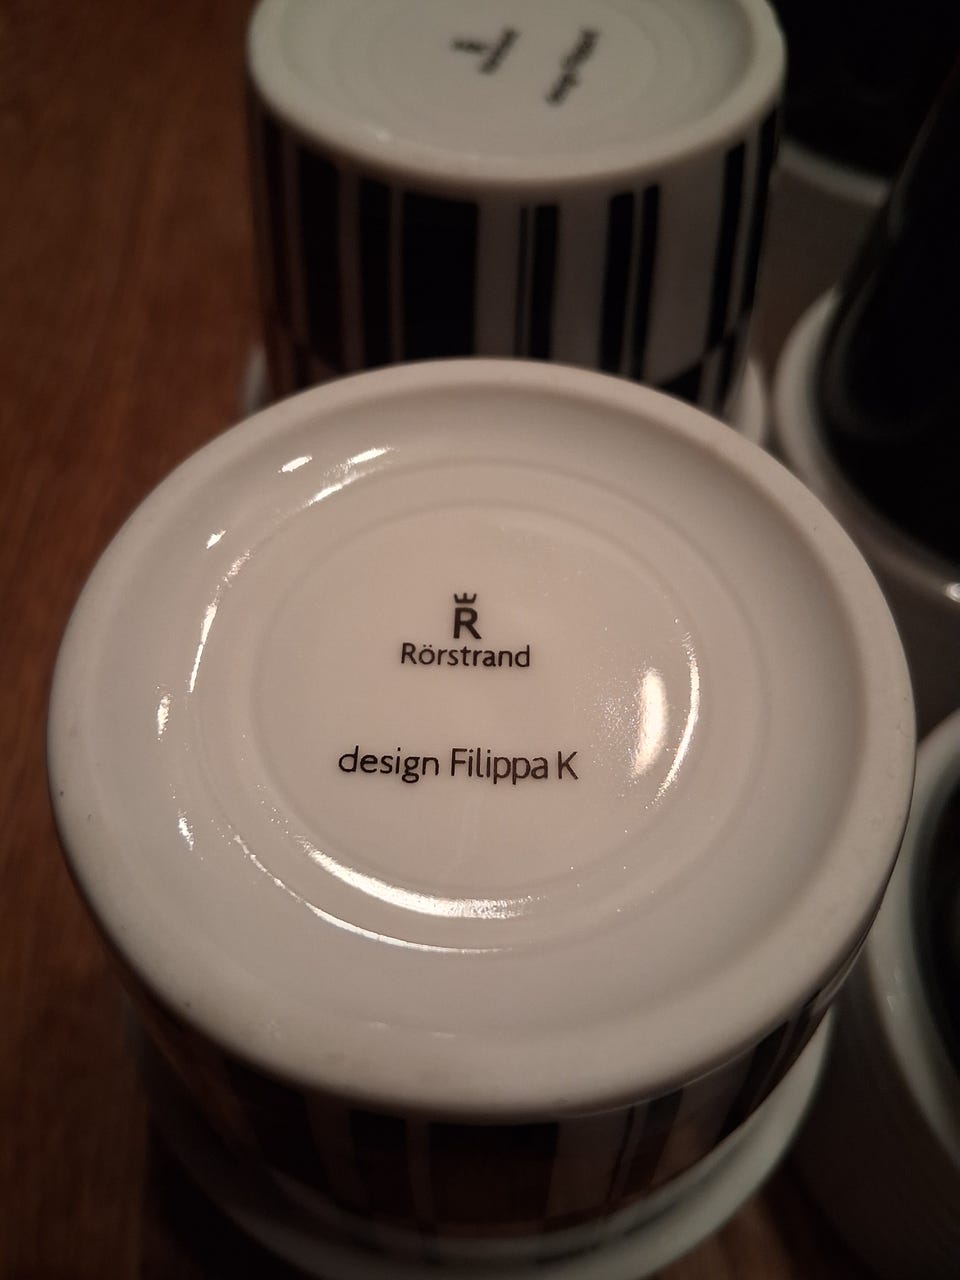 R
Rörstrand
design Filippa K